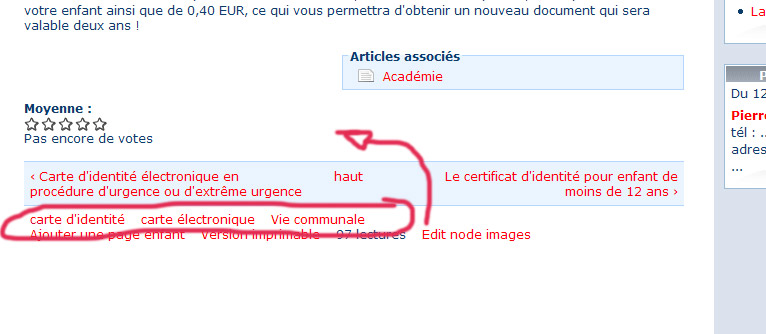 votre enfant ainsi que de 0,40 EUR, ce qui vous permettra d'obtenir un nouveau document qui sera
valable deux ans !
Articles associés
Académie
Moyenne :
Pas encore de votes
‹ Carte d'identité électronique en
procédure d'urgence ou d'extrême urgence
haut
Le certificat d'identité pour enfant de
moins de 12 ans ›
carte d'identité carte électronique Vie communale
Ajouter une page enfant Version imprimable 97 lectures Edit node images
La
P
Du 12
Pierr
tél : ..
adres
...